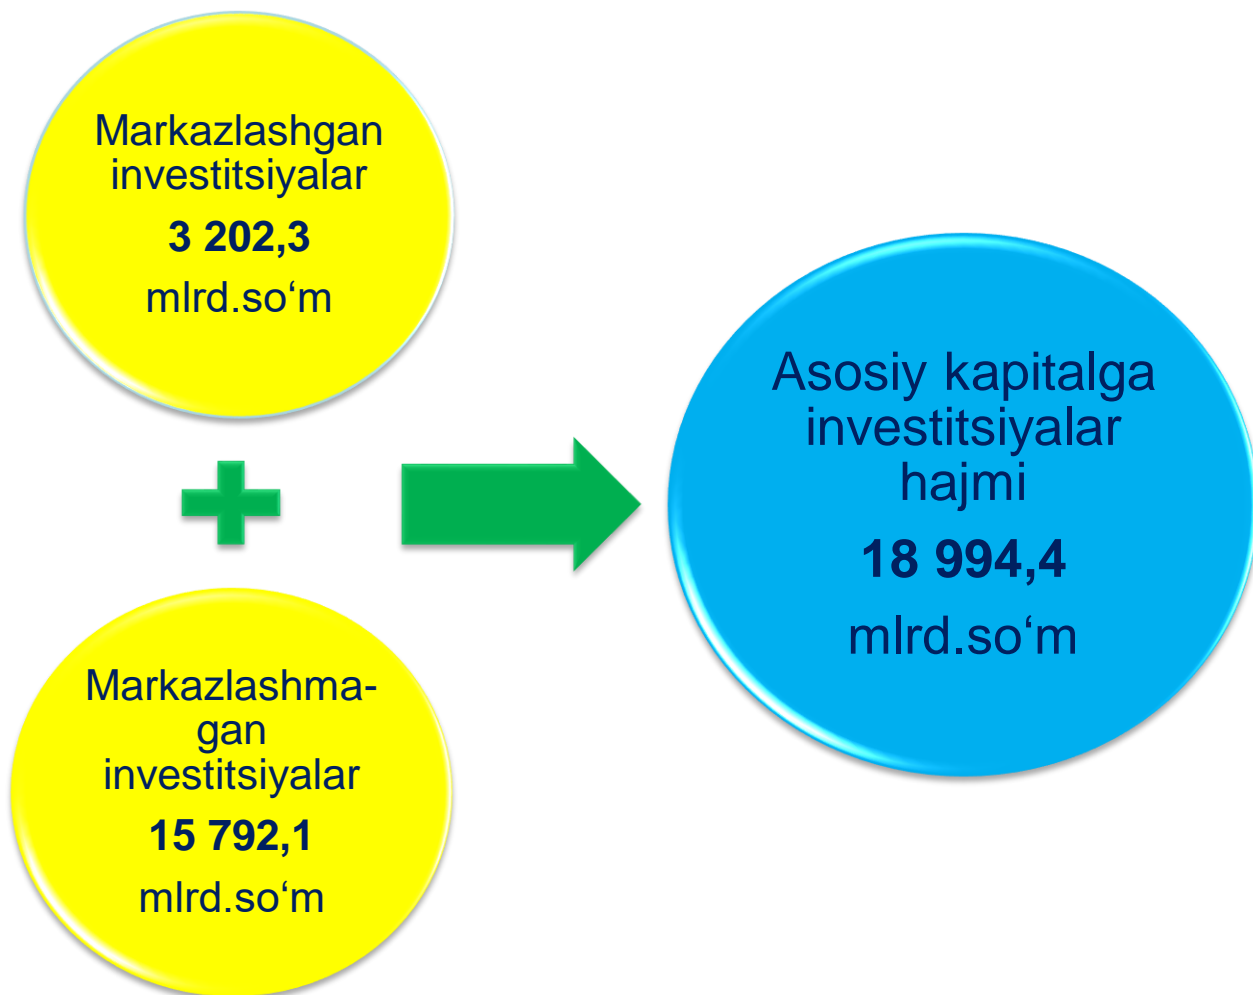 Markazlashgan
investitsiyalar
3 202,3
mlrd.so‘m
Asosiy kapitalga
investitsiyalar
hajmi
18 994,4
mlrd.so‘m
Markazlashma-
gan
investitsiyalar
15 792,1
mlrd.so‘m